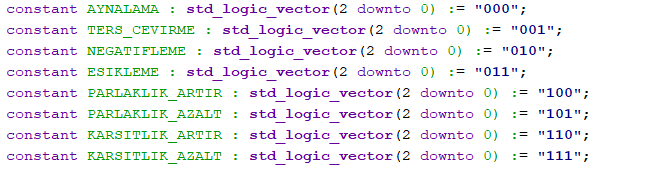 constant AYNALAMA : std_logic_vector(2 downto 0) := "000";
constant TERS_CEVIRME : std_logic_vector(2 downto 0) := "001";
constant NEGATIFLEME : std_logic_vector(2 downto 0) := "010";
constant ESIKLEME : std_logic_vector(2 downto 0) := "011";
constant PARLAKLIK_ARTIR : std_logic_vector(2 downto 0) := "100";
constant PARLAKLIK_AZALT : std_logic_vector(2 downto 0) := "101";
constant KARSITLIK_ARTIR : std_logic_vector(2 downto 0) := "110";
constant KARSITLIK_AZALT : std_logic_vector(2 downto 0) := "111";